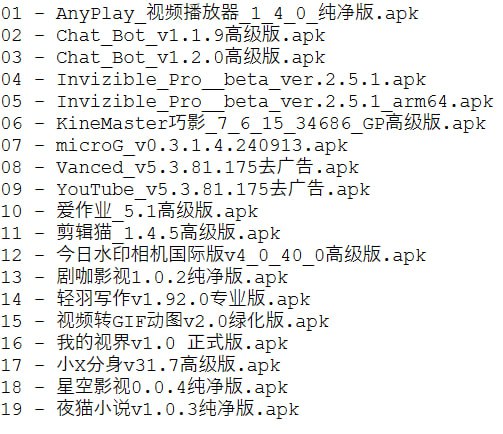 01 - AnyPlay_视频播放器_1_4_0_纯净版.apk
02 - Chat_Bot_v1.1.9高级版.apk
03 - Chat_Bot_v1.2.0高级版.apk
04 - Invizible_Pro__beta_ver.2.5.1.apk
05 - Invizible_Pro__beta_ver.2.5.1_arm64.apk
06 - KineMaster巧影_7_6_15_34686_GP高级版.apk
07 - microG_v0.3.1.4.240913.apk
08 - Vanced_v5.3.81.175去广告.apk
09 - YouTube_v5.3.81.175去广告.apk
10 - 爱作业_5.1高级版.apk
11 - 剪辑猫_1.4.5高级版.apk
12 - 今日水印相机国际版v4_0_40_0高级版.apk
13 - 剧咖影视1.0.2纯净版.apk
14 - 轻羽写作v1.92.0专业版.apk
15 - 视频转GIF动图v2.0绿化版.apk
16 - 我的视界v1.0 正式版.apk
17 - 小X分身v31.7高级版.apk
18 - 星空影视0.0.4纯净版.apk
19 - 夜猫小说v1.0.3纯净版.apk